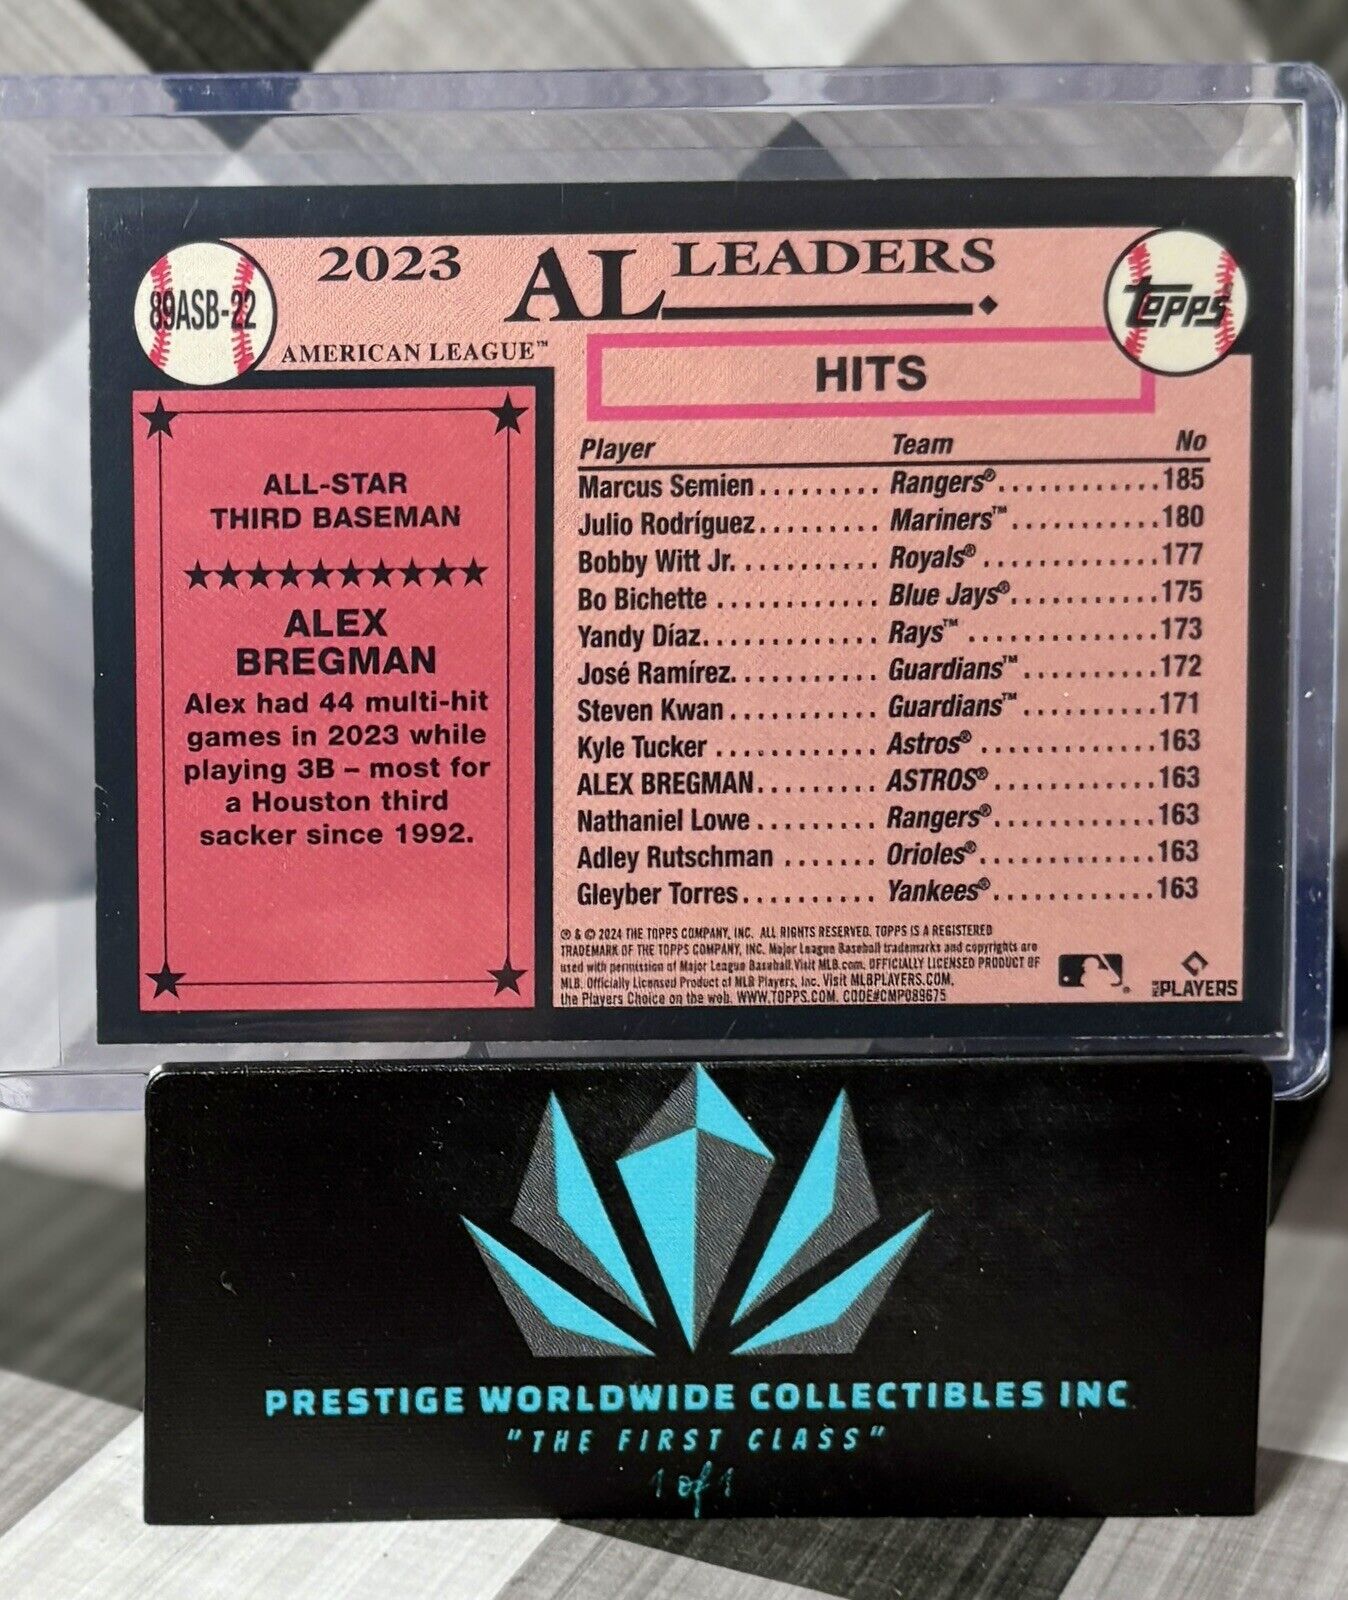 89ASB-22
2023 AL LEADERS
AMERICAN LEAGUE™
Topps
ALL-STAR
THIRD BASEMAN
ALEX
BREGMAN
Alex had 44 multi-hit
games in 2023 while
playing 3B – most for
a Houston third
sacker since 1992.
HITS
Player Team No
Marcus Semien......... Rangers®............185
Julio Rodríguez......... Mariners™...........180
Bobby Witt Jr. .......... Royals® .............177
Bo Bichette ............ Blue Jays®...........175
Yandy Díaz............. Rays™ ..............173
José Ramírez........... Guardians™..........172
Steven Kwan ........... Guardians™ .........171
Kyle Tucker ............ Astros® .............163
ALEX BREGMAN......... ASTROS®............163
Nathaniel Lowe ......... Rangers®............163
Adley Rutschman ....... Orioles®.............163
Gleyber Torres.......... Yankees®............163
® & © 2024 THE TOPPS COMPANY, INC. ALL RIGHTS RESERVED. TOPPS IS A REGISTERED
TRADEMARK OF THE TOPPS COMPANY, INC. Major League Baseball trademarks and copyrights are
used with permission of Major League Baseball. Visit MLB.com. OFFICIALLY LICENSED PRODUCT OF
MLB. Officially Licensed Product of MLB Players, Inc. Visit MLBPLAYERS.COM,
the Players Choice on the web. WWW.TOPPS.COM. CODE#CMP089675
MLB PLAYERS
PRESTIGE WORLDWIDE COLLECTIBLES INC.
"THE FIRST CLASS"
1 of 1